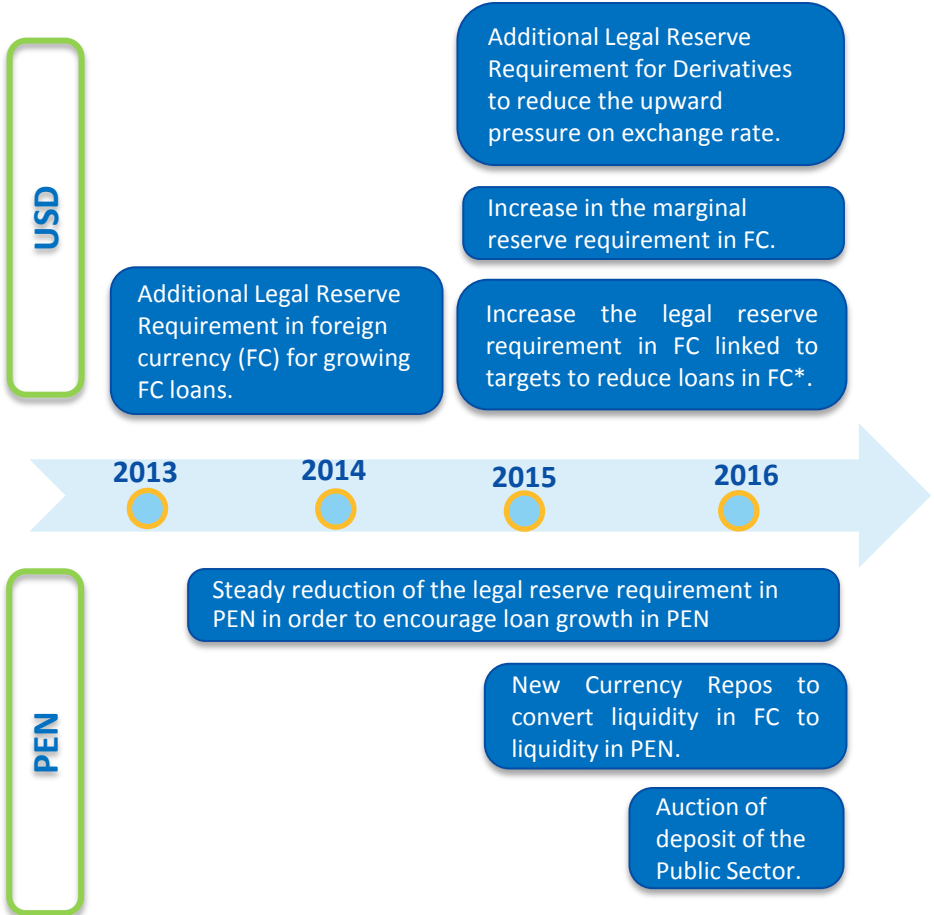 USD
Additional Legal Reserve
Requirement for Derivatives
to reduce the upward
pressure on exchange rate.
Increase in the marginal
reserve requirement in FC.
Additional Legal Reserve
Requirement in foreign
currency (FC) for growing
FC loans.
Increase the legal reserve
requirement in FC linked to
targets to reduce loans in FC*.
2013
2014
2015
2016
PEN
Steady reduction of the legal reserve requirement in
PEN in order to encourage loan growth in PEN
New Currency Repos to
convert liquidity in FC to
liquidity in PEN.
Auction of
deposit of the
Public Sector.